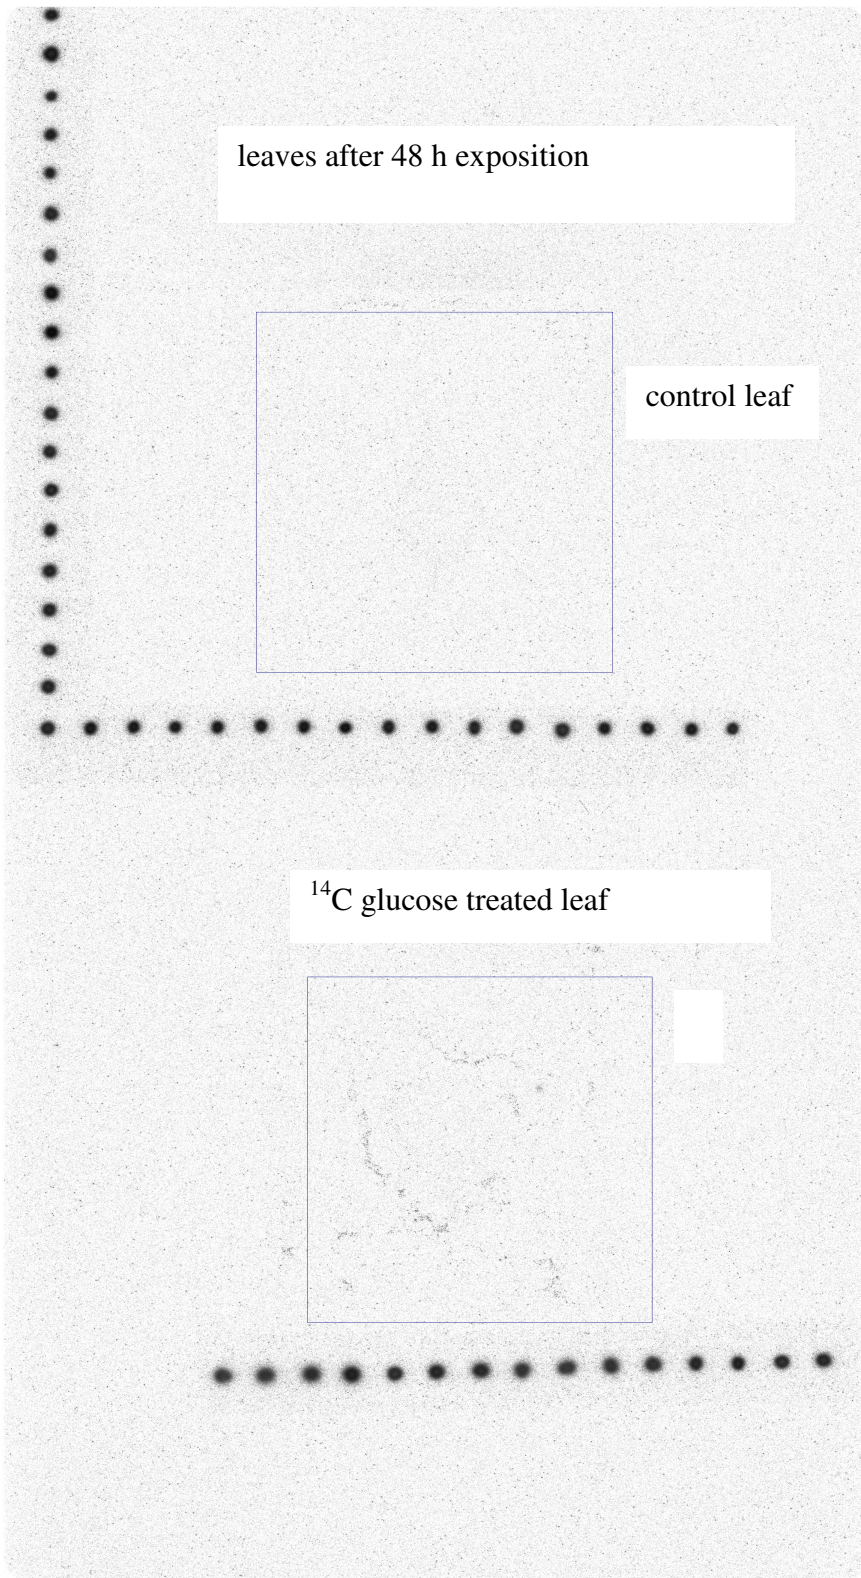 leaves after 48 h exposition
control leaf
¹⁴C glucose treated leaf